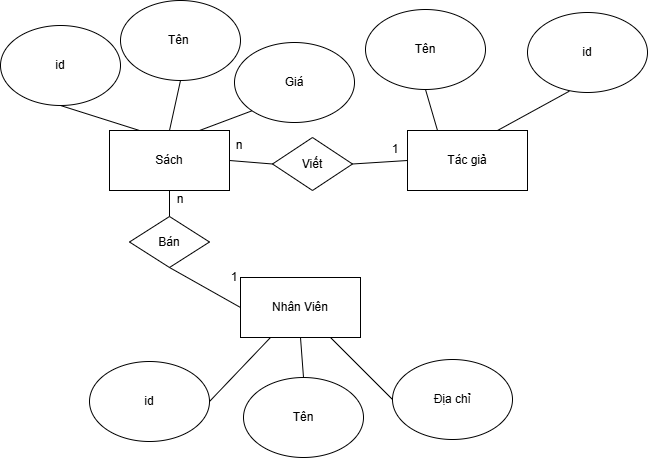 id
Tên
Giá
Tên
id
Sách
n
Viết
1
Tác giả
n
Bán
1
Nhân Viên
id
Tên
Địa chỉ